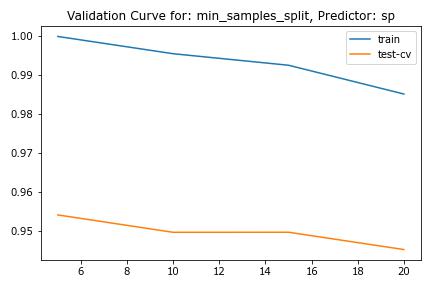 Validation Curve for: min_samples_split, Predictor: sp
train
test-cv
1.00
0.99
0.98
0.97
0.96
0.95
6 8 10 12 14 16 18 20